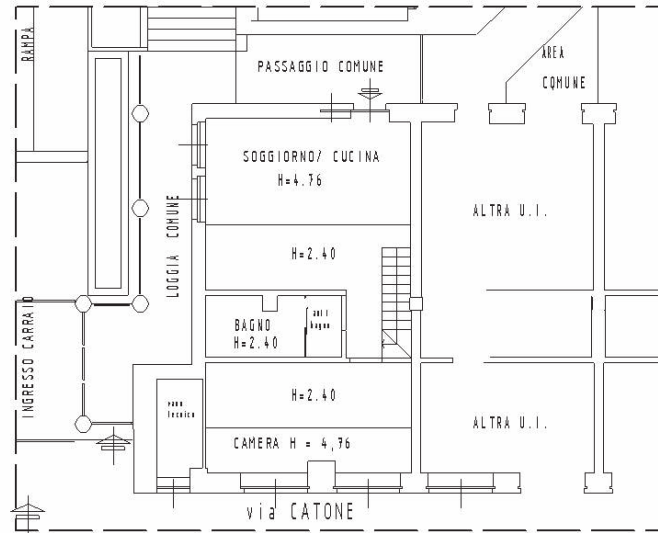 RAMPA
PASSAGGIO COMUNE
AREA
COMUNE
SOGGIORNO/ CUCINA
H=4.76
ALTRA U.I.
LOGGIA COMUNE
H=2.40
INGRESSO CARRAIO
BAGNO
H=2.40
anti
bagno
vano
tecnico
H=2.40
CAMERA H = 4,76
ALTRA U.I.
via CATONE